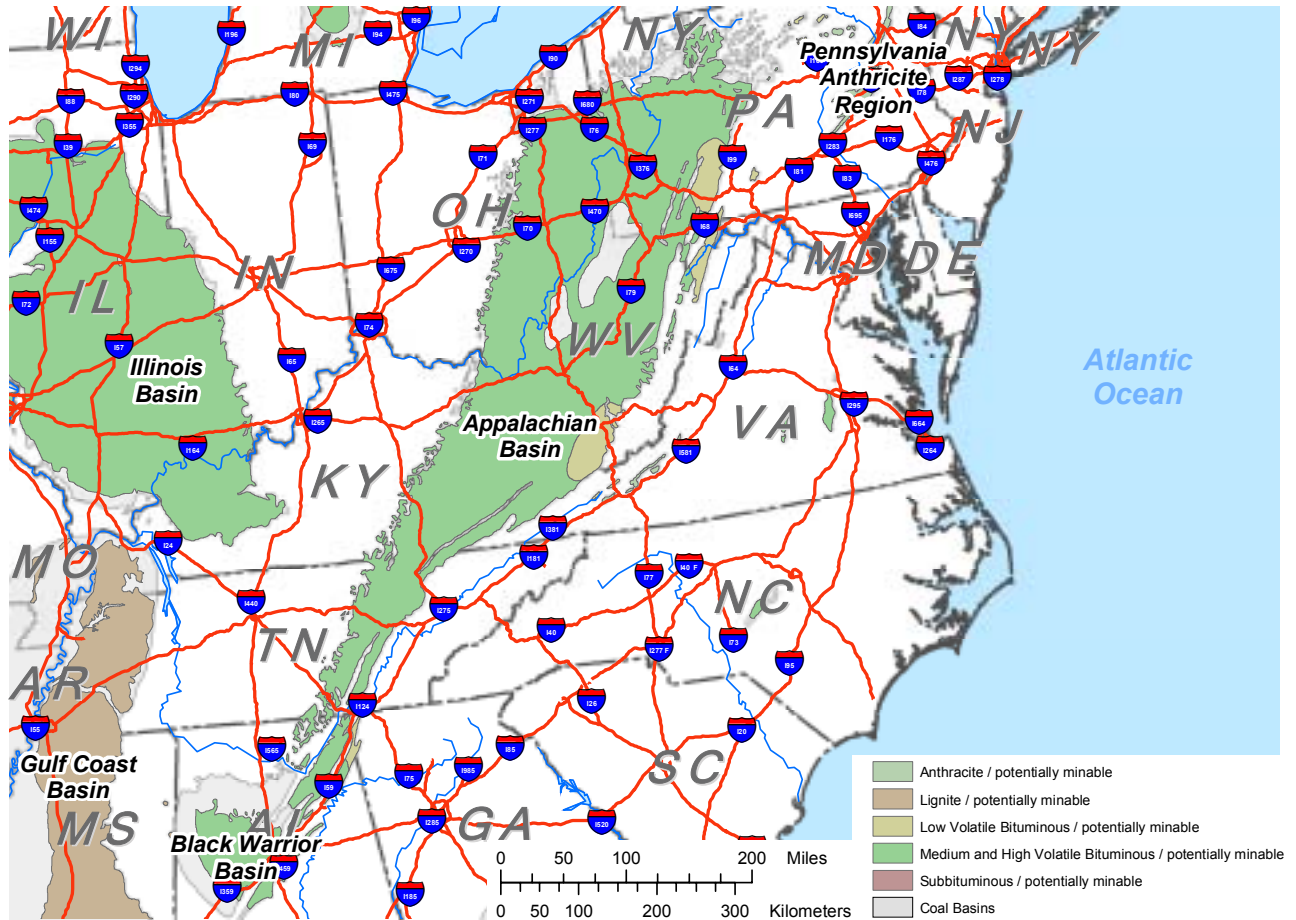 WI
MI
NY
NY
NY
I196
I94
I96
I90
I84
Pennsylvania
Anthricite
Region
I294
I88
I290
I80
I475
I271
I680
I287
I278
I78
PA
NJ
I355
I39
I69
I277
I76
I71
I376
I99
I283
I176
I476
I81
I83
I474
I155
OH
I470
I70
I68
I695
I270
I675
MD
DE
IN
IL
I72
I79
I74
WV
I57
I65
I64
Illinois
Basin
Atlantic
Ocean
Appalachian
Basin
I265
I164
VA
I295
I664
I264
I581
KY
I24
I381
I181
MO
I440
I275
I77
I40 F
NC
I40
I73
I277 F
I95
TN
AR
I124
I26
I55
I565
I20
I85
SC
Gulf Coast
Basin
I75
I985
I59
MS
AL
I285
GA
I520
Black Warrior
Basin
I459
I359
I185
0 50 100 200 Miles
0 50 100 200 300 Kilometers
Anthracite / potentially minable
Lignite / potentially minable
Low Volatile Bituminous / potentially minable
Medium and High Volatile Bituminous / potentially minable
Subbituminous / potentially minable
Coal Basins